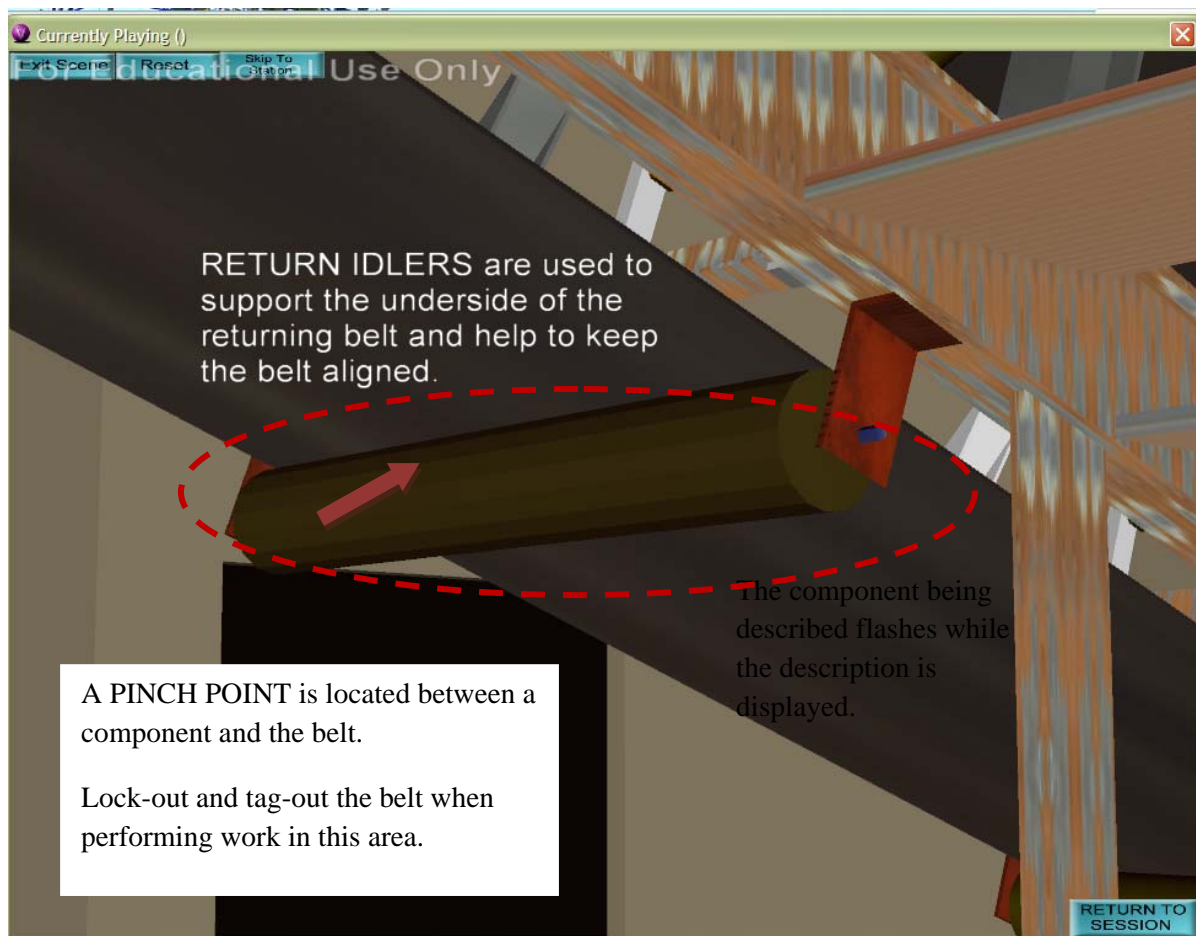 Currently Playing ()
Exit Scene
Reset
Skip To
Station
For Educational Use Only
RETURN IDLERS are used to
support the underside of the
returning belt and help to keep
the belt aligned.
The component being
described flashes while
the description is
displayed.
A PINCH POINT is located between a
component and the belt.
Lock-out and tag-out the belt when
performing work in this area.
RETURN TO
SESSION